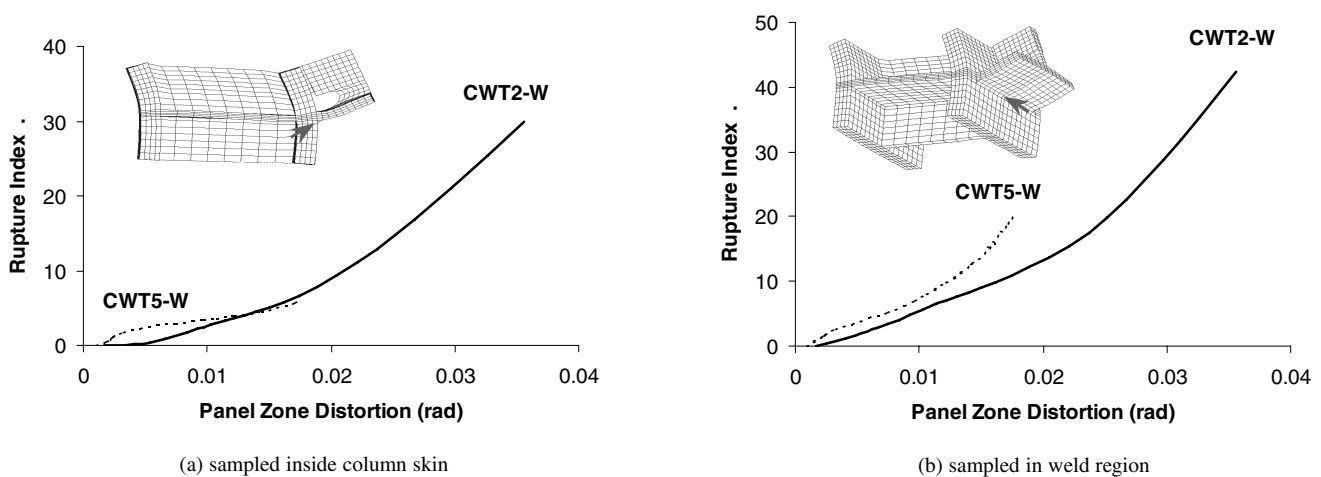 40
30
20
10
0
Rupture Index .
CWT2-W
CWT5-W
0
0.01
0.02
0.03
0.04
Panel Zone Distortion (rad)
(a) sampled inside column skin
50
40
30
20
10
0
Rupture Index .
CWT2-W
CWT5-W
0
0.01
0.02
0.03
0.04
Panel Zone Distortion (rad)
(b) sampled in weld region